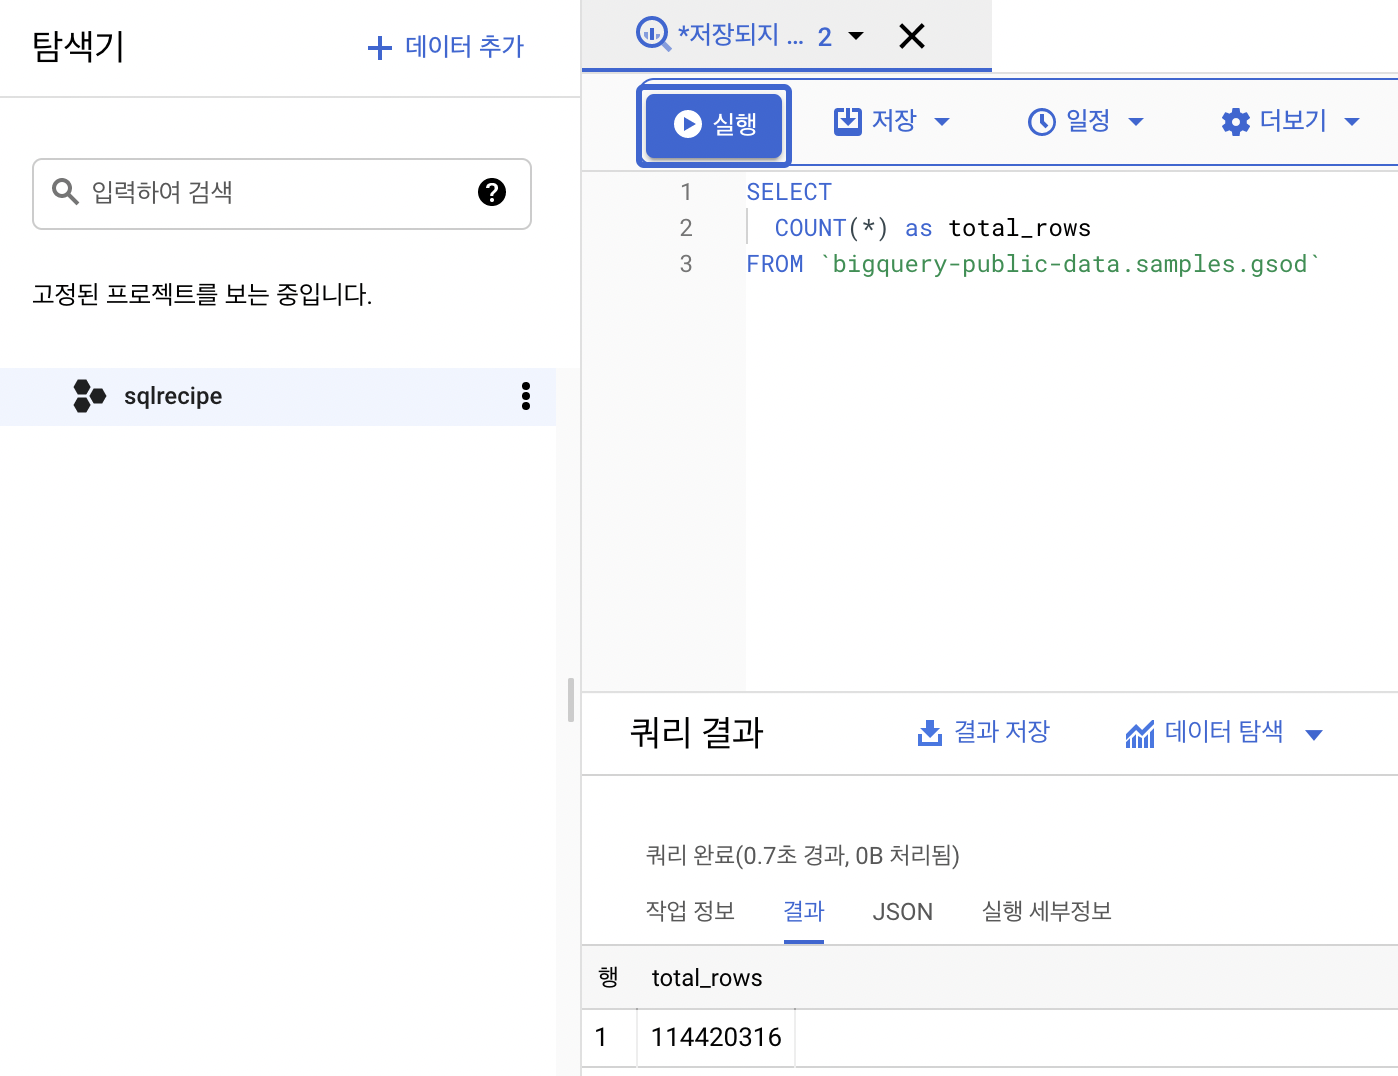 탐색기
데이터 추가
입력하여 검색
고정된 프로젝트를 보는 중입니다.
sqlrecipe
*저장되지 ... 2
실행
저장
일정
더보기
1 SELECT
2 COUNT(*) as total_rows
3 FROM `bigquery-public-data.samples.gsod`
쿼리 결과
결과 저장
데이터 탐색
쿼리 완료(0.7초 경과, 0B 처리됨)
작업 정보 결과 JSON 실행 세부정보
행 total_rows
1 114420316